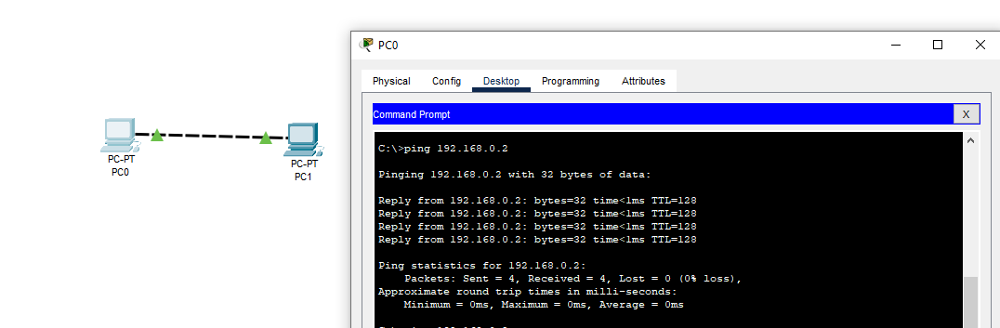 PC-PT
PC0
PC-PT
PC1
PC0
Physical Config Desktop Programming Attributes
Command Prompt
X
C:\>ping 192.168.0.2
Pinging 192.168.0.2 with 32 bytes of data:
Reply from 192.168.0.2: bytes=32 time<1ms TTL=128
Reply from 192.168.0.2: bytes=32 time<1ms TTL=128
Reply from 192.168.0.2: bytes=32 time<1ms TTL=128
Reply from 192.168.0.2: bytes=32 time<1ms TTL=128
Ping statistics for 192.168.0.2:
Packets: Sent = 4, Received = 4, Lost = 0 (0% loss),
Approximate round trip times in milli-seconds:
Minimum = 0ms, Maximum = 0ms, Average = 0ms